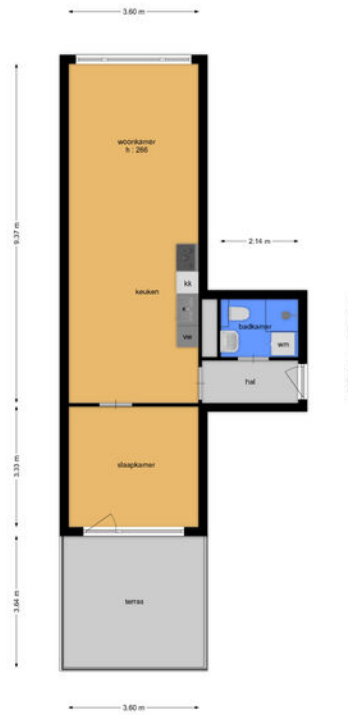 3.60 m
woonkamer
h : 266
9.37 m
2.14 m
kk
keuken
badkamer
vw
wm
hal
slaapkamer
3.33 m
terras
3.64 m
3.60 m